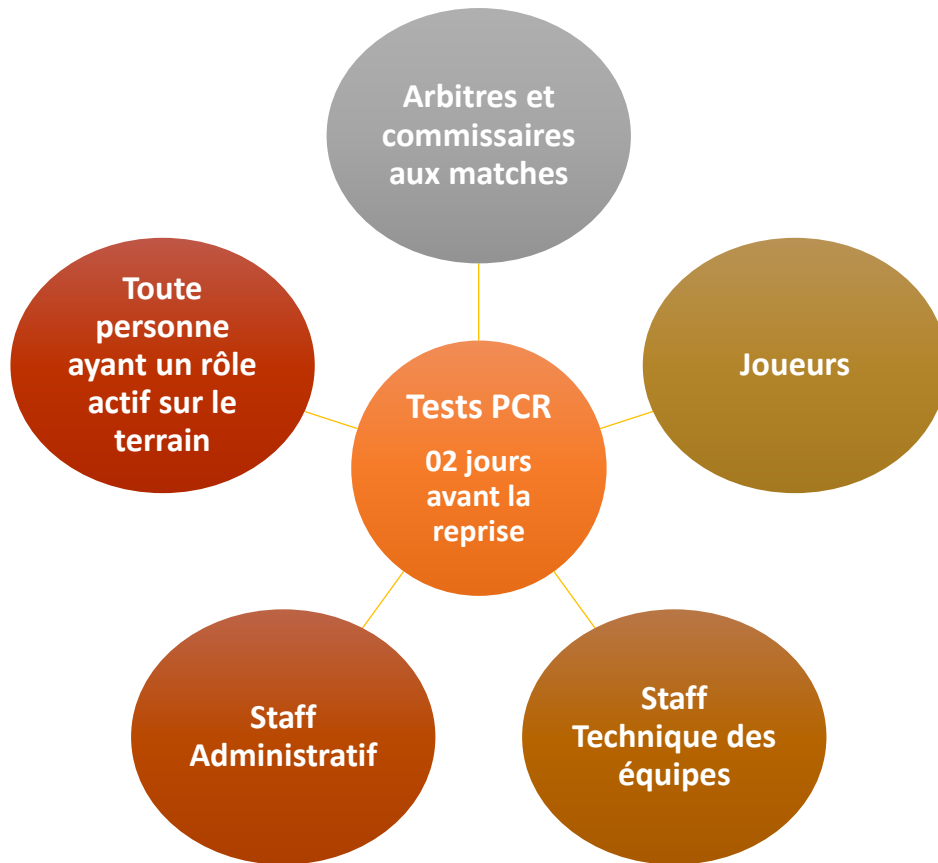 Arbitres et
commissaires
aux matches
Toute
personne
ayant un rôle
actif sur le
terrain
Joueurs
Tests PCR
02 jours
avant la
reprise
Staff
Administratif
Staff
Technique des
équipes